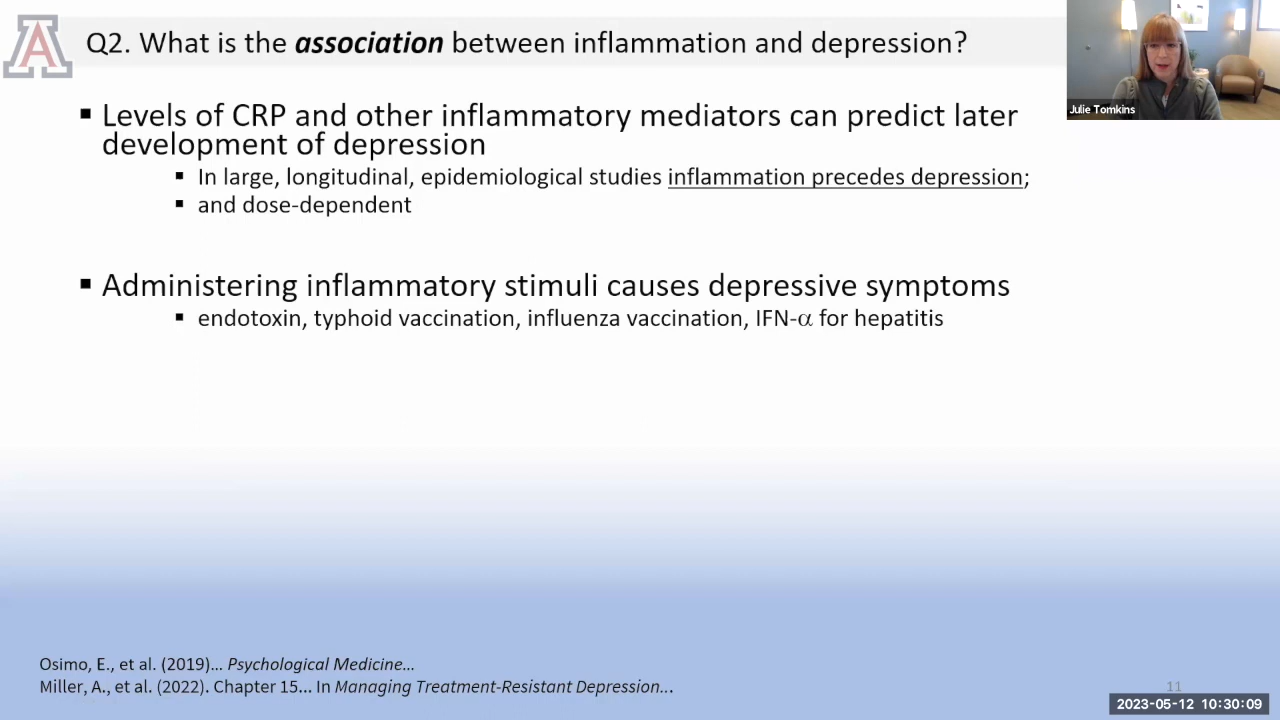 A
Q2. What is the association between inflammation and depression?
Julie Tomkins
▪ Levels of CRP and other inflammatory mediators can predict later
development of depression
▪ In large, longitudinal, epidemiological studies inflammation precedes depression;
▪ and dose-dependent
▪ Administering inflammatory stimuli causes depressive symptoms
▪ endotoxin, typhoid vaccination, influenza vaccination, IFN-α for hepatitis
Osimo, E., et al. (2019)... Psychological Medicine...
Miller, A., et al. (2022). Chapter 15... In Managing Treatment-Resistant Depression...
11
2023-05-12 10:30:09